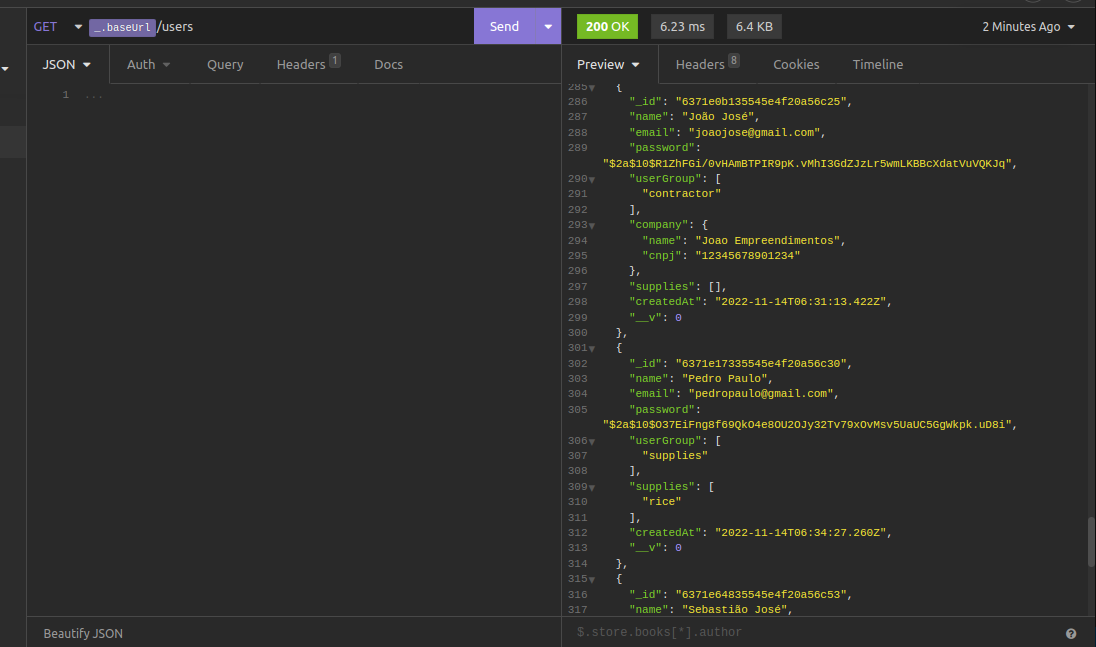 GET _.baseUrl/users Send
JSON Auth Query Headers 1 Docs
1 ...
Beautify JSON
200 OK 6.23 ms 6.4 KB 2 Minutes Ago
Preview Headers 8 Cookies Timeline
285 {
286 "_id": "6371e0b135545e4f20a56c25",
287 "name": "João José",
288 "email": "joaojose@gmail.com",
289 "password":
"$2a$10$R1ZhFGi/0vHAmBTPIR9pK.vMhI3GdZJzLr5wmLKBBcXdatVuVQKJq",
290 "userGroup": [
291 "contractor"
292 ],
293 "company": {
294 "name": "Joao Empreendimentos",
295 "cnpj": "12345678901234"
296 },
297 "supplies": [],
298 "createdAt": "2022-11-14T06:31:13.422Z",
299 "__v": 0
300 },
301 {
302 "_id": "6371e17335545e4f20a56c30",
303 "name": "Pedro Paulo",
304 "email": "pedropaulo@gmail.com",
305 "password":
"$2a$10$O37EiFng8f69QkO4e8OU2OJy32Tv79xOvMsv5UaUC5GgWkpk.uD8i",
306 "userGroup": [
307 "supplies"
308 ],
309 "supplies": [
310 "rice"
311 ],
312 "createdAt": "2022-11-14T06:34:27.260Z",
313 "__v": 0
314 },
315 {
316 "_id": "6371e64835545e4f20a56c53",
317 "name": "Sebastião José",
$.store.books[*].author ?